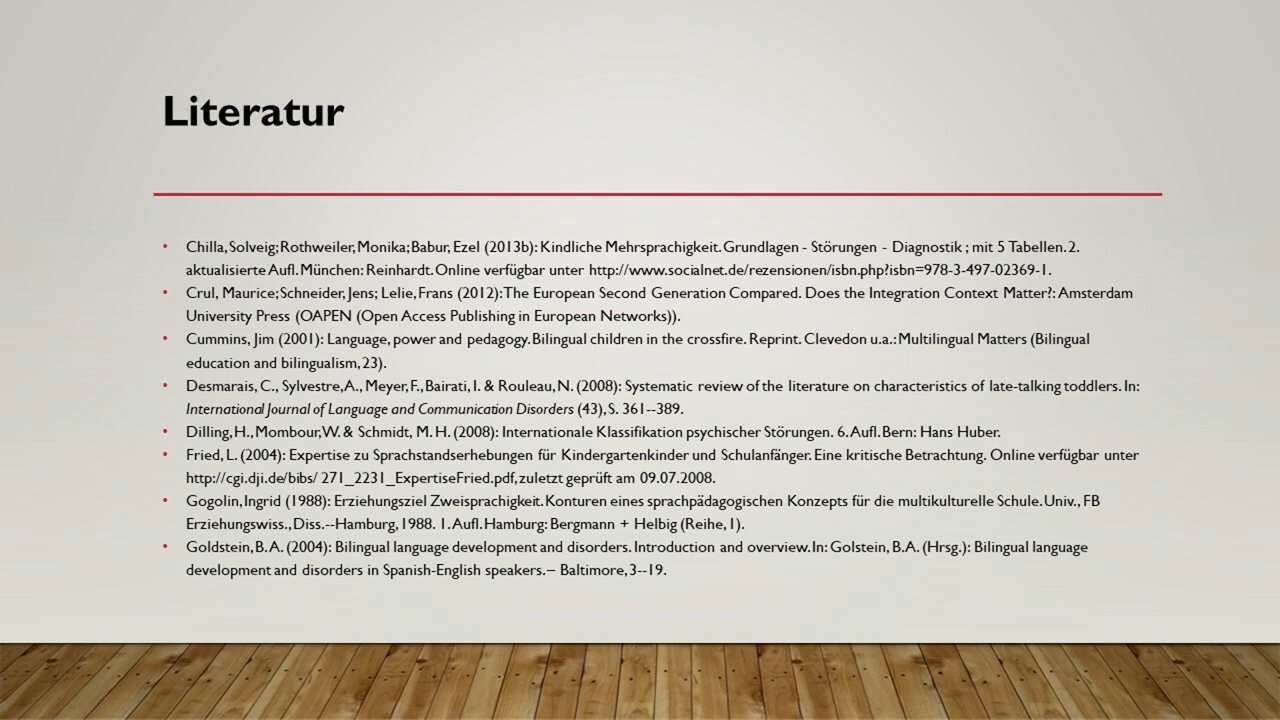 Literatur
• Chilla, Solveig; Rothweiler, Monika; Babur, Ezel (2013b): Kindliche Mehrsprachigkeit. Grundlagen - Störungen - Diagnostik ; mit 5 Tabellen. 2.
aktualisierte Aufl. München: Reinhardt. Online verfügbar unter http://www.socialnet.de/rezensionen/isbn.php?isbn=978-3-497-02369-1.
• Crul, Maurice; Schneider, Jens; Lelie, Frans (2012): The European Second Generation Compared. Does the Integration Context Matter?: Amsterdam
University Press (OAPEN (Open Access Publishing in European Networks)).
• Cummins, Jim (2001): Language, power and pedagogy. Bilingual children in the crossfire. Reprint. Clevedon u.a.: Multilingual Matters (Bilingual
education and bilingualism, 23).
• Desmarais, C., Sylvestre, A., Meyer, F., Bairati, I. & Rouleau, N. (2008): Systematic review of the literature on characteristics of late-talking toddlers. In:
International Journal of Language and Communication Disorders (43), S. 361--389.
• Dilling, H., Mombour, W. & Schmidt, M. H. (2008): Internationale Klassifikation psychischer Störungen. 6. Aufl. Bern: Hans Huber.
• Fried, L. (2004): Expertise zu Sprachstandserhebungen für Kindergartenkinder und Schulanfänger. Eine kritische Betrachtung. Online verfügbar unter
http://cgi.dji.de/bibs/ 271_2231_ExpertiseFried.pdf, zuletzt geprüft am 09.07.2008.
• Gogolin, Ingrid (1988): Erziehungsziel Zweisprachigkeit. Konturen eines sprachpädagogischen Konzepts für die multikulturelle Schule. Univ., FB
Erziehungswiss., Diss.--Hamburg, 1988. 1. Aufl. Hamburg: Bergmann + Helbig (Reihe, 1).
• Goldstein, B. A. (2004): Bilingual language development and disorders. Introduction and overview. In: Golstein, B. A. (Hrsg.): Bilingual language
development and disorders in Spanish-English speakers. – Baltimore, 3--19.